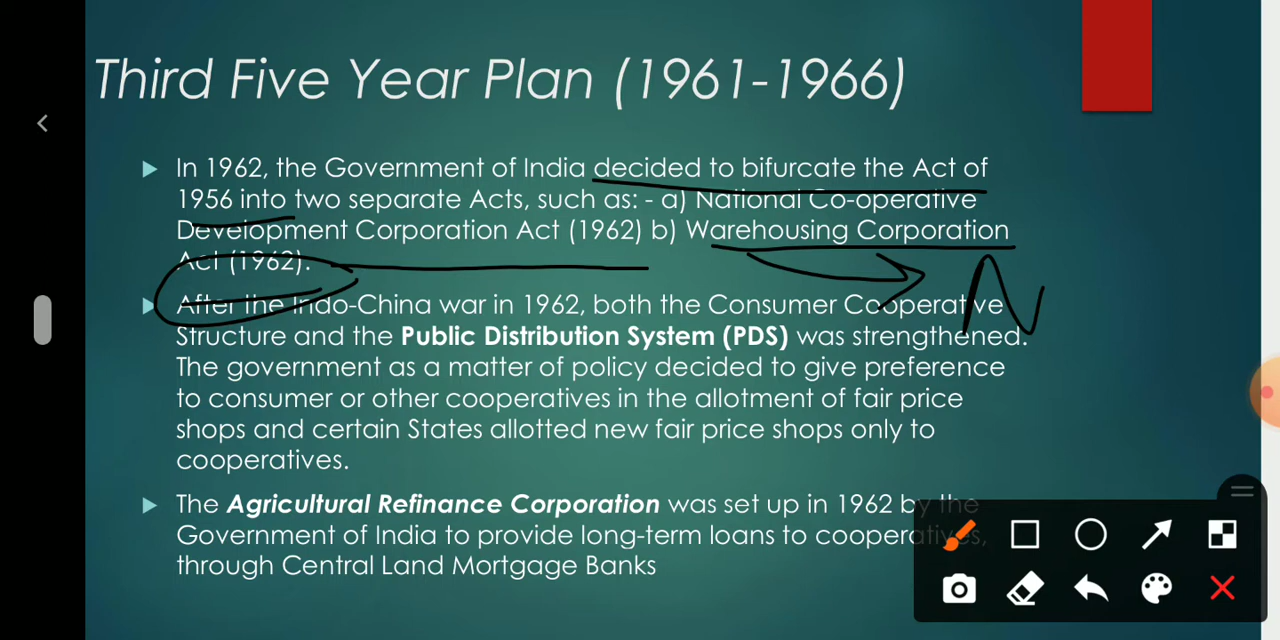 Third Five Year Plan (1961-1966)
In 1962, the Government of India decided to bifurcate the Act of
1956 into two separate Acts, such as: - a) National Co-operative
Development Corporation Act (1962) b) Warehousing Corporation
Act (1962).
After the Indo-China war in 1962, both the Consumer Cooperative
Structure and the Public Distribution System (PDS) was strengthened.
The government as a matter of policy decided to give preference
to consumer or other cooperatives in the allotment of fair price
shops and certain States allotted new fair price shops only to
cooperatives.
The Agricultural Refinance Corporation was set up in 1962 by the
Government of India to provide long-term loans to cooperatives,
through Central Land Mortgage Banks
N